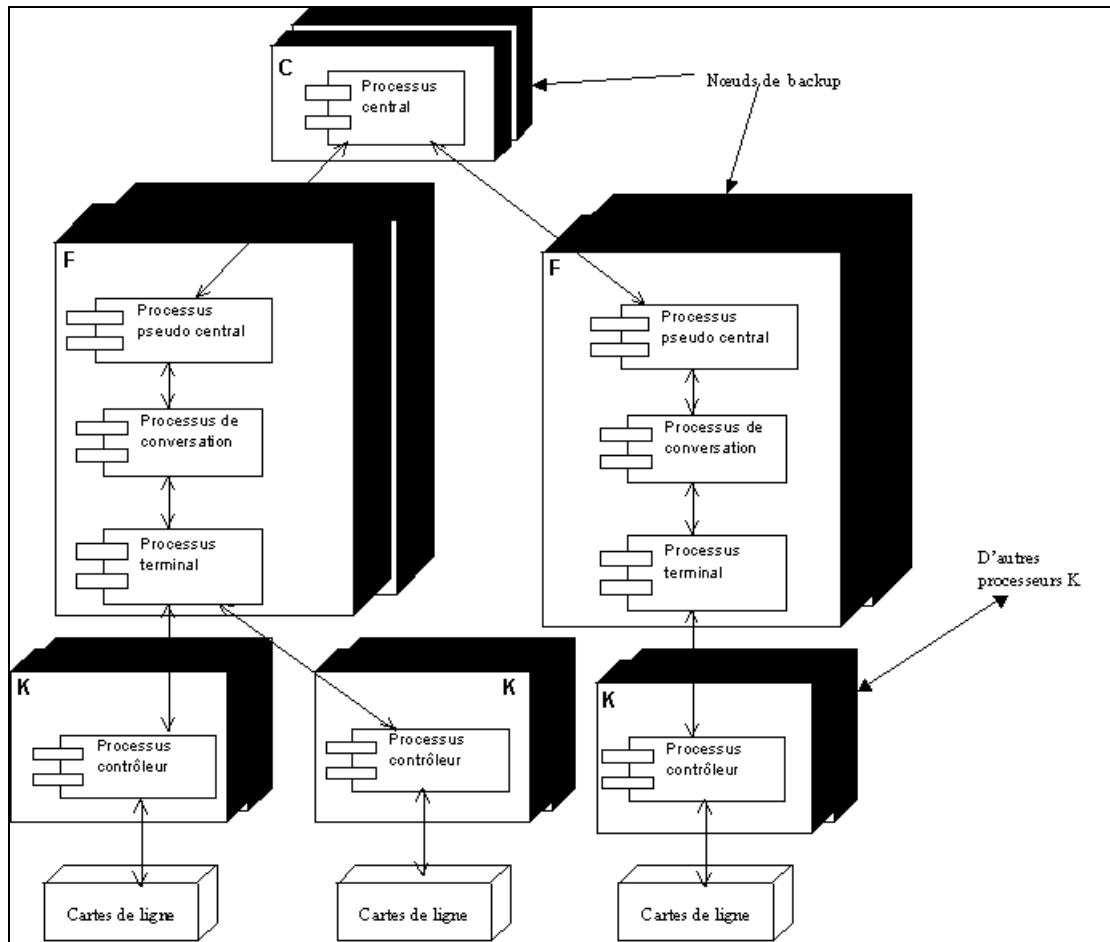 C
Processus
central
Nœuds de backup
F
Processus
pseudo central
Processus de
conversation
Processus
terminal
F
Processus
pseudo central
Processus de
conversation
Processus
terminal
D'autres
processeurs K
K
Processus
contrôleur
K
Processus
contrôleur
K
Processus
contrôleur
Cartes de ligne
Cartes de ligne
Cartes de ligne